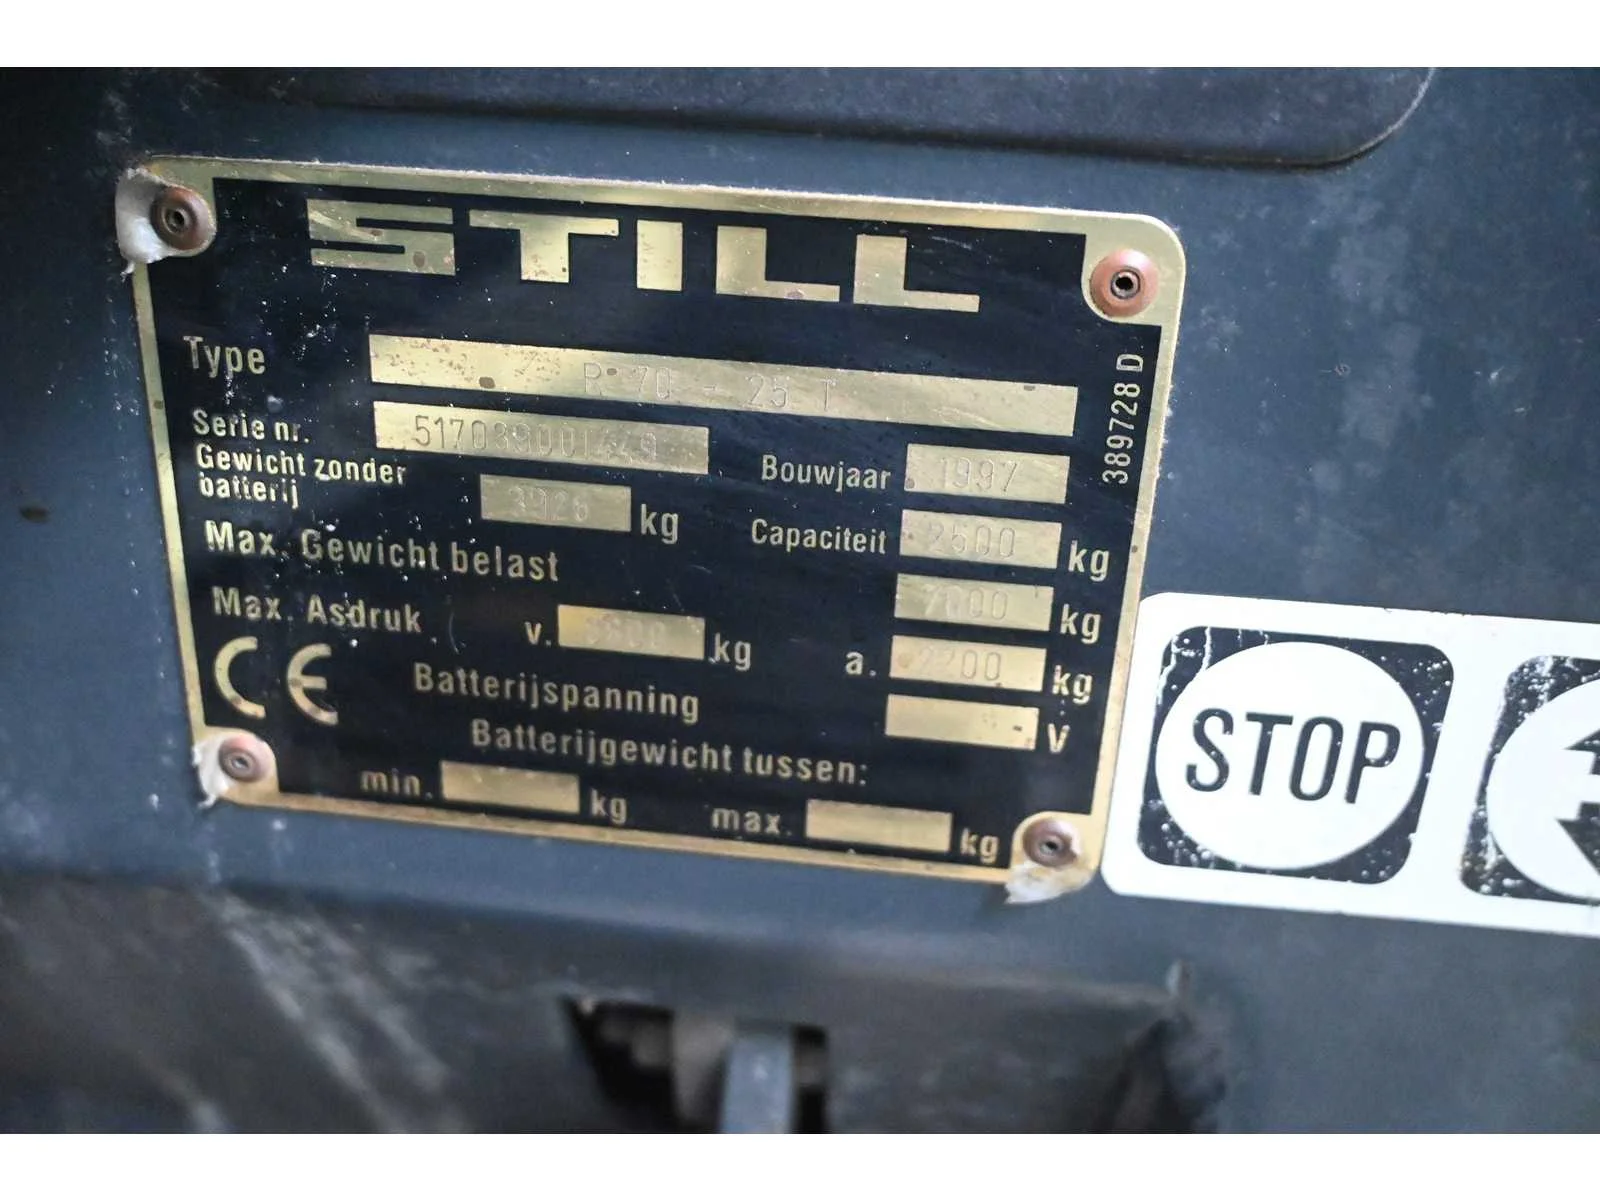 STILL
Type R 70 - 25 T
Serie nr.
Bouwjaar 1997
Gewicht zonder batterij kg
Capaciteit 2500 kg
Max. Gewicht belast kg
Max. Asdruk v. kg a. kg
CE
Batterijspanning V
Batterijgewicht tussen:
min. kg max. kg
389728 D
STOP